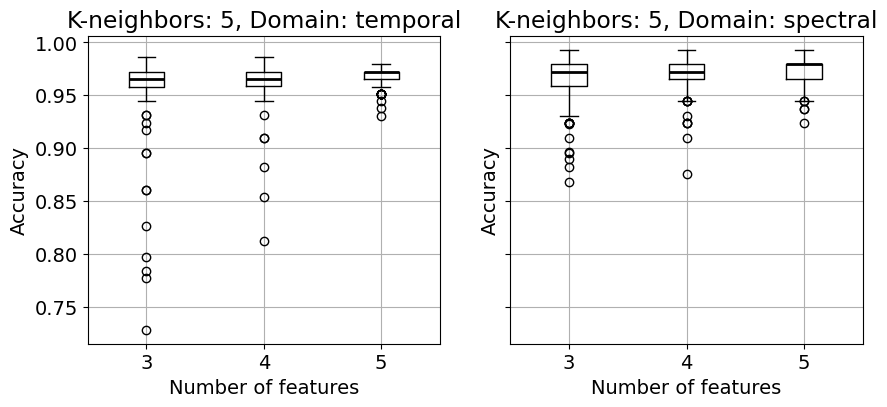 K-neighbors: 5, Domain: temporal
K-neighbors: 5, Domain: spectral
1.00
0.95
0.90
0.85
0.80
0.75
Accuracy
Accuracy
3 4 5
3 4 5
Number of features
Number of features